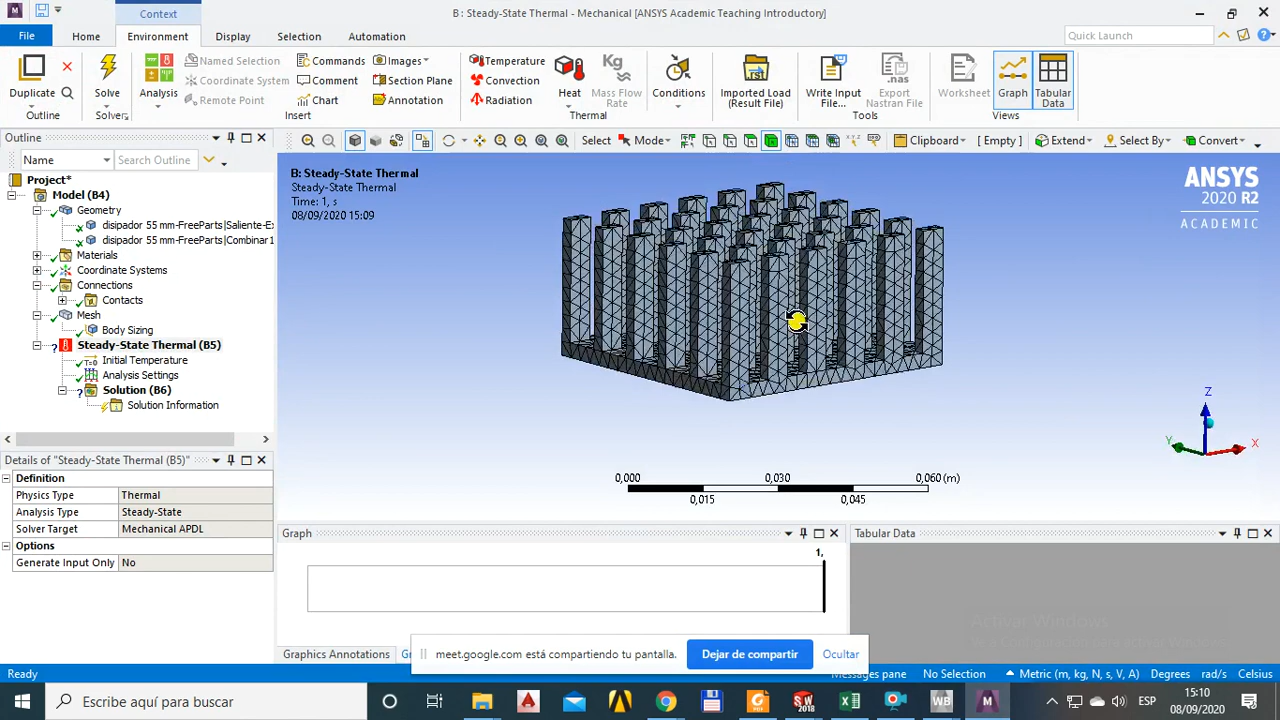 Context
B : Steady-State Thermal - Mechanical [ANSYS Academic Teaching Introductory]
File
Home
Environment
Display
Selection
Automation
Quick Launch
Duplicate
Outline
Solve
Solvers
Analysis
Named Selection
Coordinate System
Remote Point
Commands
Comment
Chart
Images
Section Plane
Annotation
Insert
Temperature
Convection
Radiation
Heat
Mass Flow
Rate
Thermal
Conditions
Imported Load
(Result File)
Write Input
File...
Export
Nastran File
Tools
Worksheet
Graph
Tabular
Data
Views
Outline
Name
Search Outline
Select
Mode
Clipboard
[ Empty ]
Extend
Select By
Convert
Project*
Model (B4)
Geometry
disipador 55 mm-FreeParts|Saliente-Ex
disipador 55 mm-FreeParts|Combinar1
Materials
Coordinate Systems
Connections
Contacts
Mesh
Body Sizing
Steady-State Thermal (B5)
Initial Temperature
Analysis Settings
Solution (B6)
Solution Information
B: Steady-State Thermal
Steady-State Thermal
Time: 1, s
08/09/2020 15:09
ANSYS
2020 R2
ACADEMIC
Z
Y
X
0,000
0,030
0,060 (m)
0,015
0,045
Details of "Steady-State Thermal (B5)"
Definition
Physics Type Thermal
Analysis Type Steady-State
Solver Target Mechanical APDL
Options
Generate Input Only No
Graph
1,
Tabular Data
Activar Windows
Graphics Annotations
meet.google.com está compartiendo tu pantalla.
Dejar de compartir
Ocultar
Ready
Messages pane
No Selection
Metric (m, kg, N, s, V, A)
Degrees
rad/s
Celsius
Escribe aquí para buscar
ESP
15:10
08/09/2020